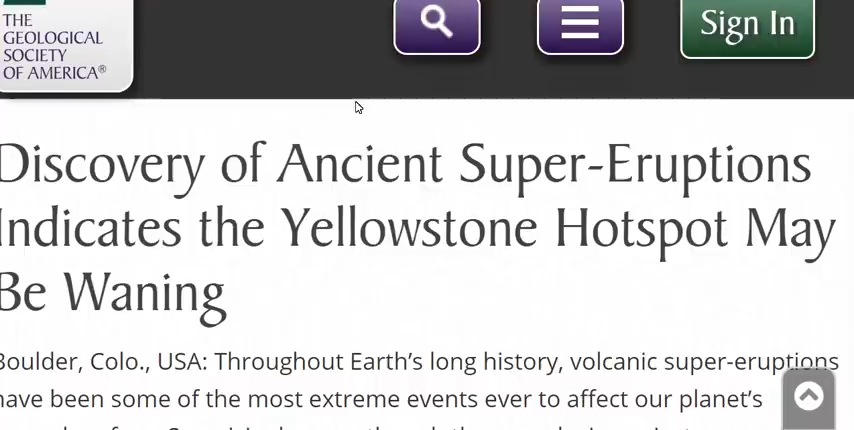 THE
GEOLOGICAL
SOCIETY
OF AMERICA®
Sign In
Discovery of Ancient Super-Eruptions
Indicates the Yellowstone Hotspot May
Be Waning
Boulder, Colo., USA: Throughout Earth's long history, volcanic super-eruptions
have been some of the most extreme events ever to affect our planet's